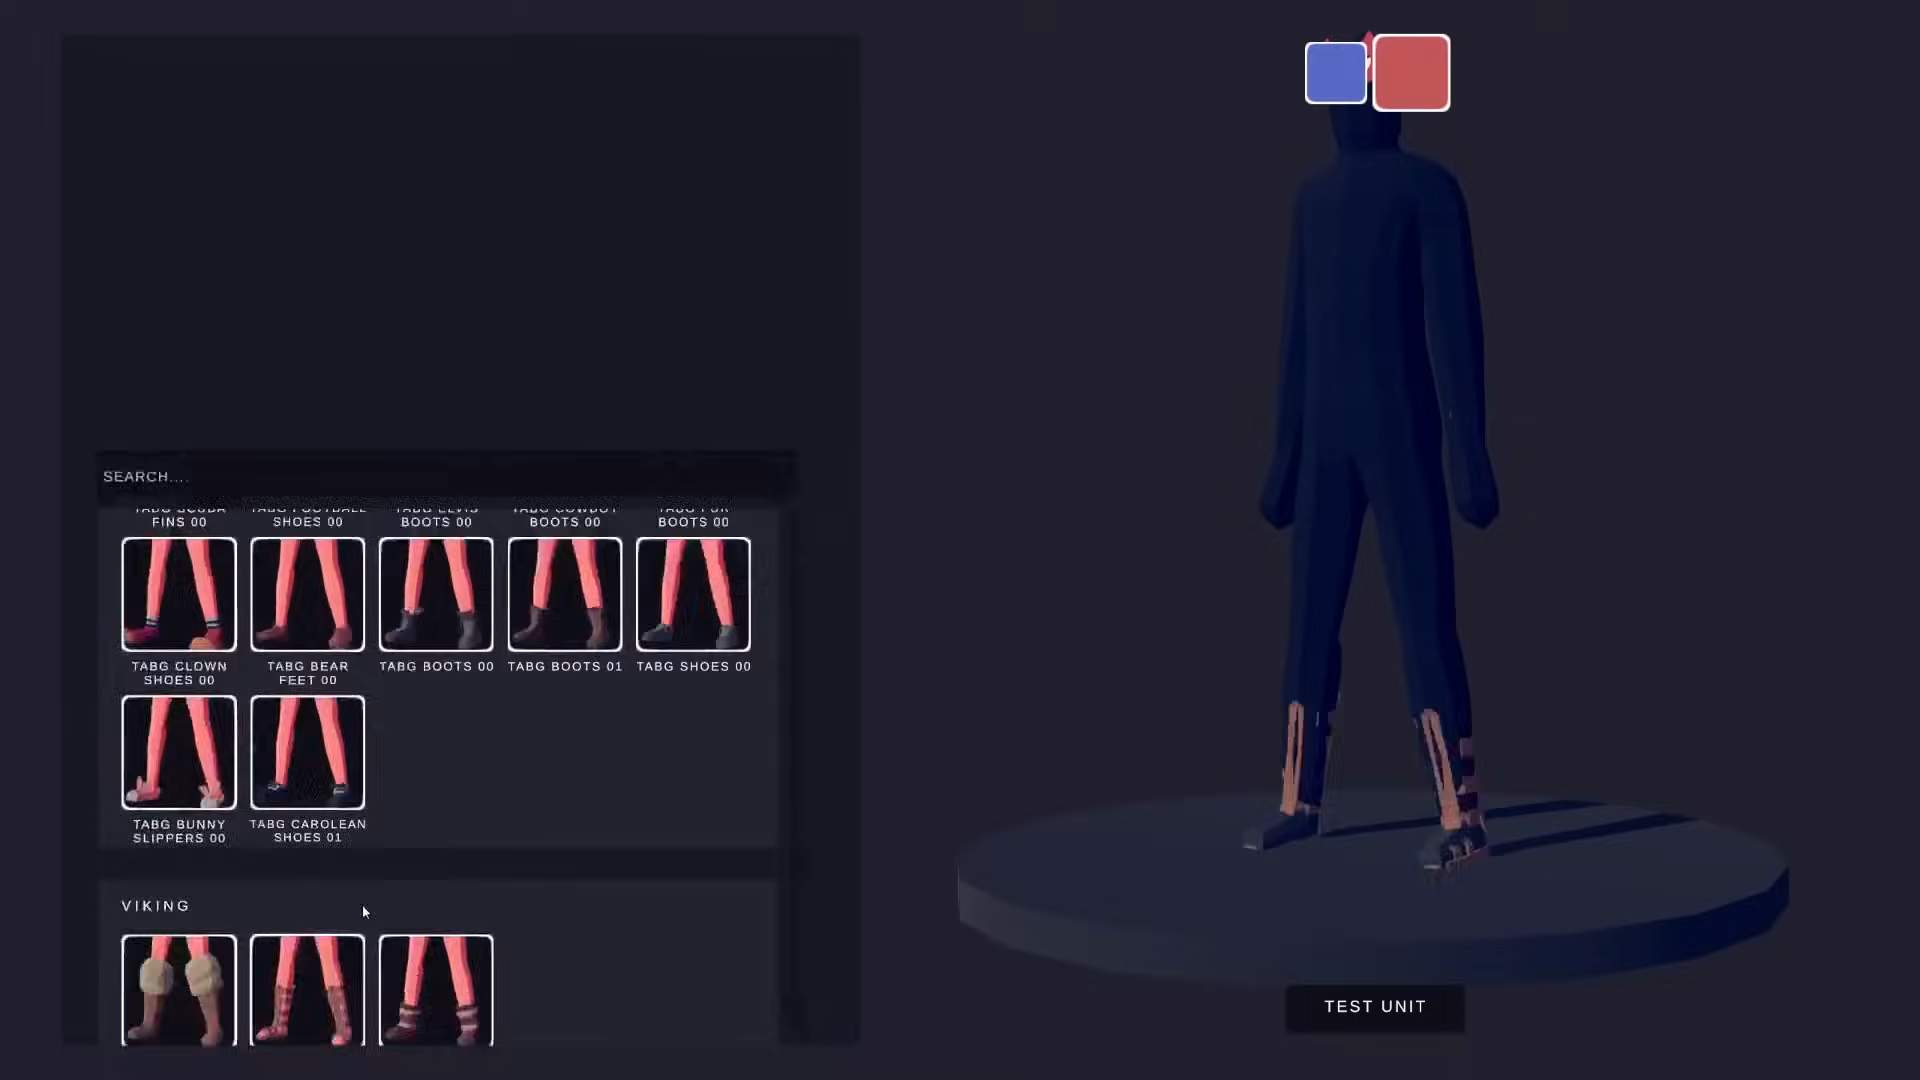 SEARCH....
FINS 00
SHOES 00
BOOTS 00
BOOTS 00
BOOTS 00
TABG CLOWN
SHOES 00
TABG BEAR
FEET 00
TABG BOOTS 00
TABG BOOTS 01
TABG SHOES 00
TABG BUNNY
SLIPPERS 00
TABG CAROLEAN
SHOES 01
VIKING
TEST UNIT